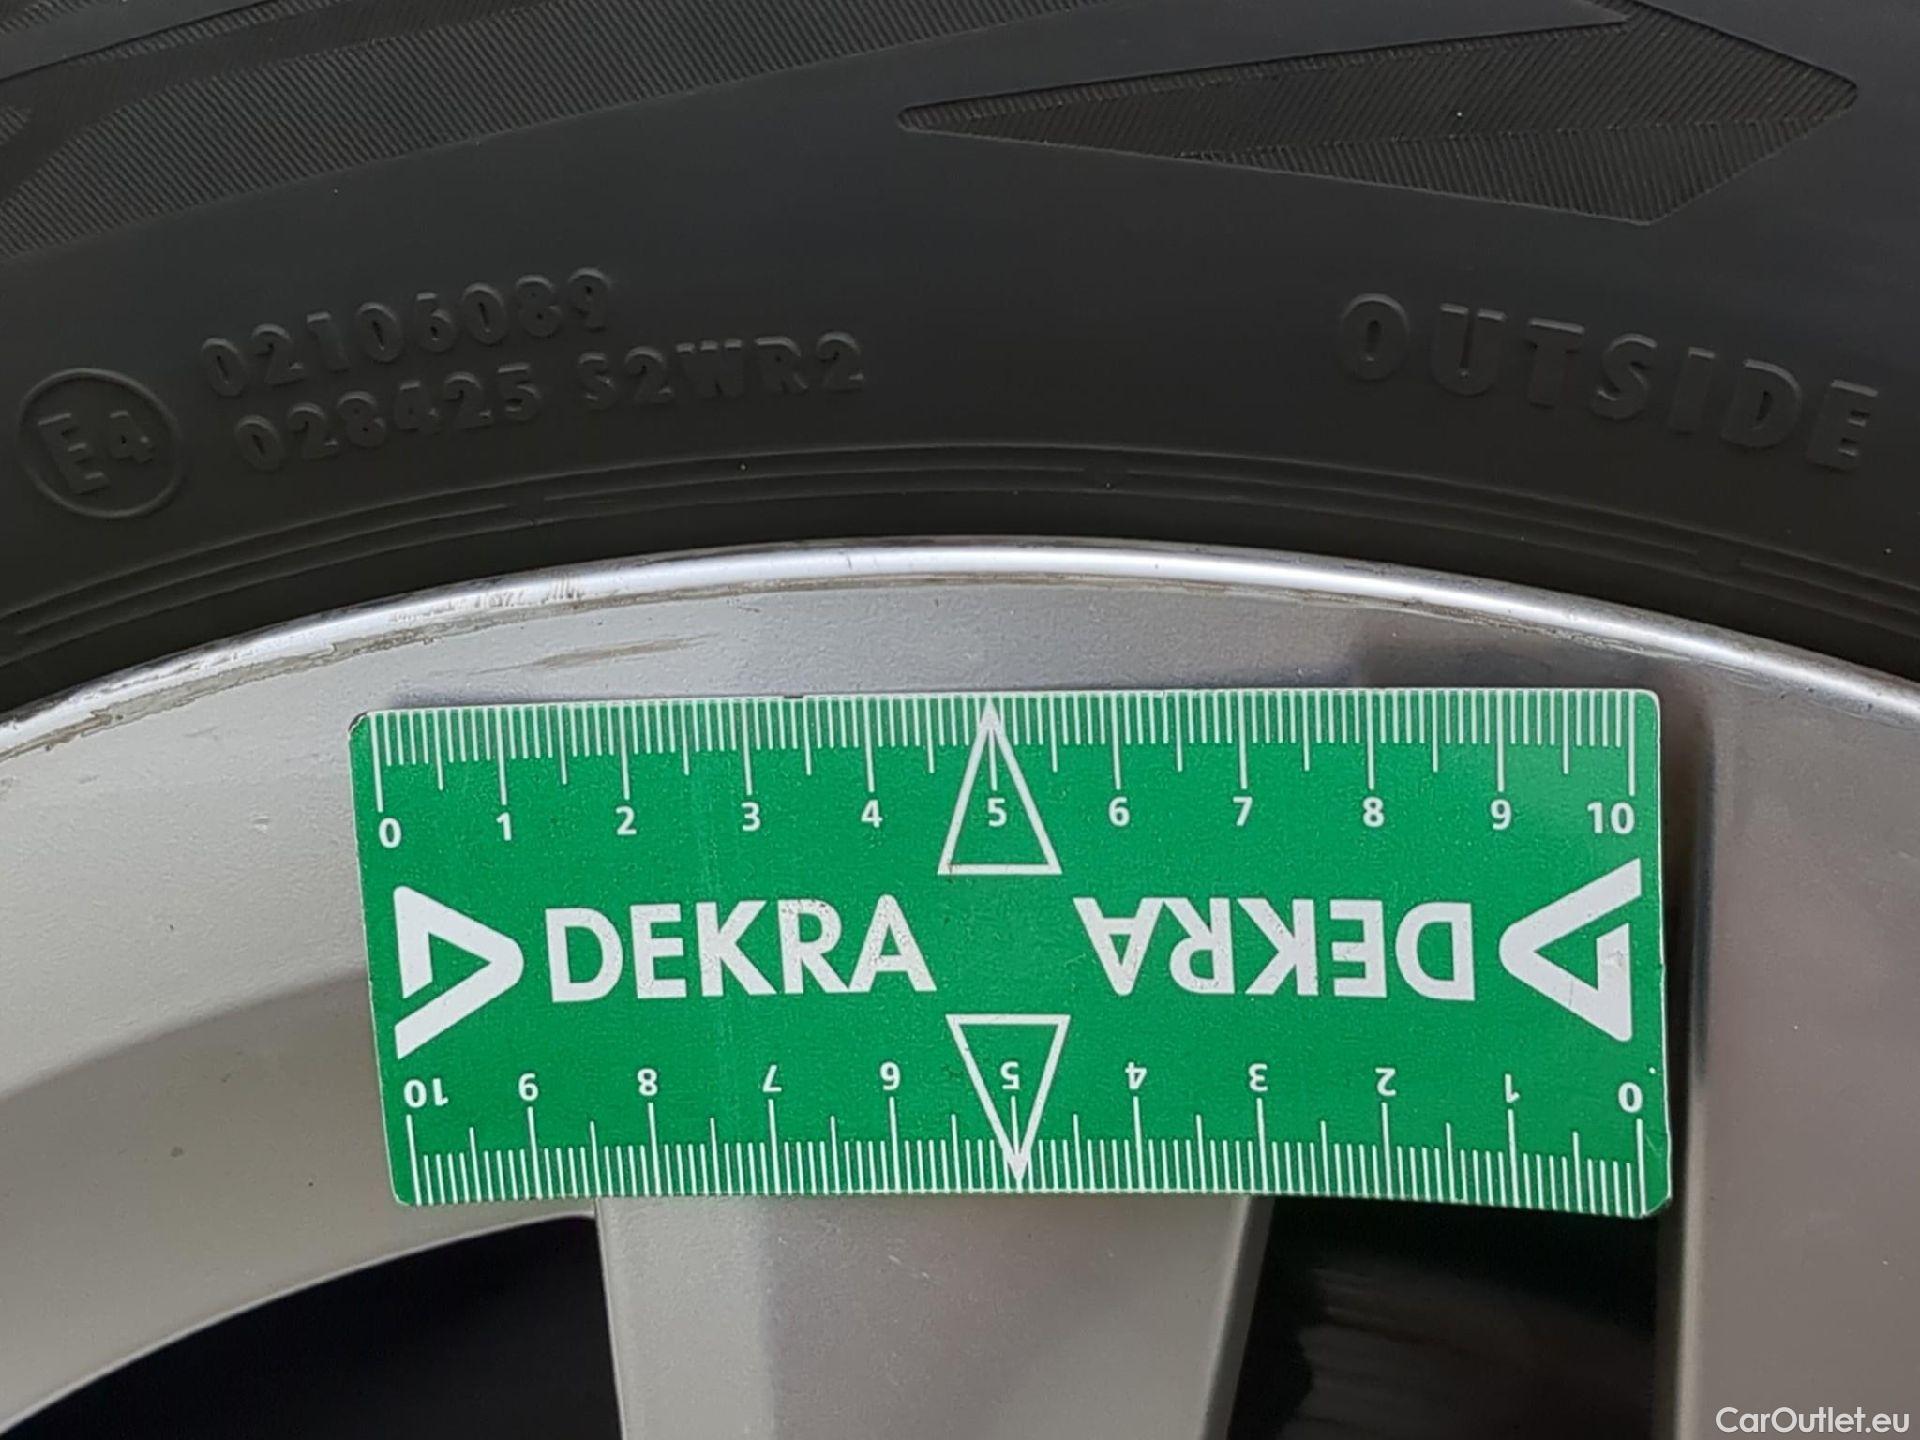 02106089
028425 S2WR2
E4
OUTSIDE
0 1 2 3 4 5 6 7 8 9 10
DEKRA
DEKRA
10 9 8 7 6 5 4 3 2 1 0
CarOutlet.eu